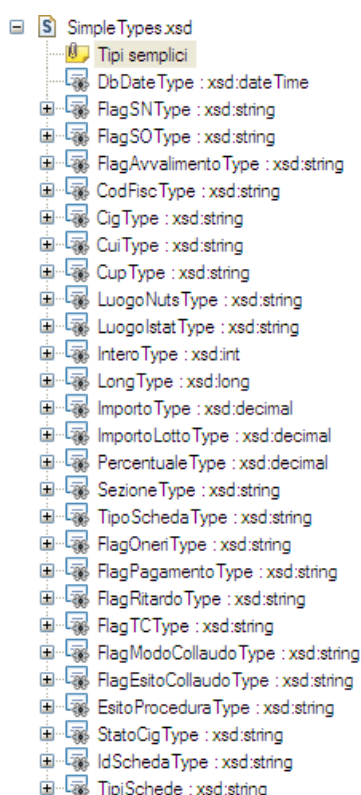 SimpleTypes.xsd
Tipi semplici
DbDateType : xsd:dateTime
FlagSNType : xsd:string
FlagSOType : xsd:string
FlagAvvalimentoType : xsd:string
CodFiscType : xsd:string
CigType : xsd:string
CuiType : xsd:string
CupType : xsd:string
LuogoNutsType : xsd:string
LuogoIstatType : xsd:string
InteroType : xsd:int
LongType : xsd:long
ImportoType : xsd:decimal
ImportoLottoType : xsd:decimal
PercentualeType : xsd:decimal
SezioneType : xsd:string
TipoSchedaType : xsd:string
FlagOneriType : xsd:string
FlagPagamentoType : xsd:string
FlagRitardoType : xsd:string
FlagTCType : xsd:string
FlagModoCollaudoType : xsd:string
FlagEsitoCollaudoType : xsd:string
EsitoProceduraType : xsd:string
StatoCigType : xsd:string
IdSchedaType : xsd:string
TipiSchede : xsd:string